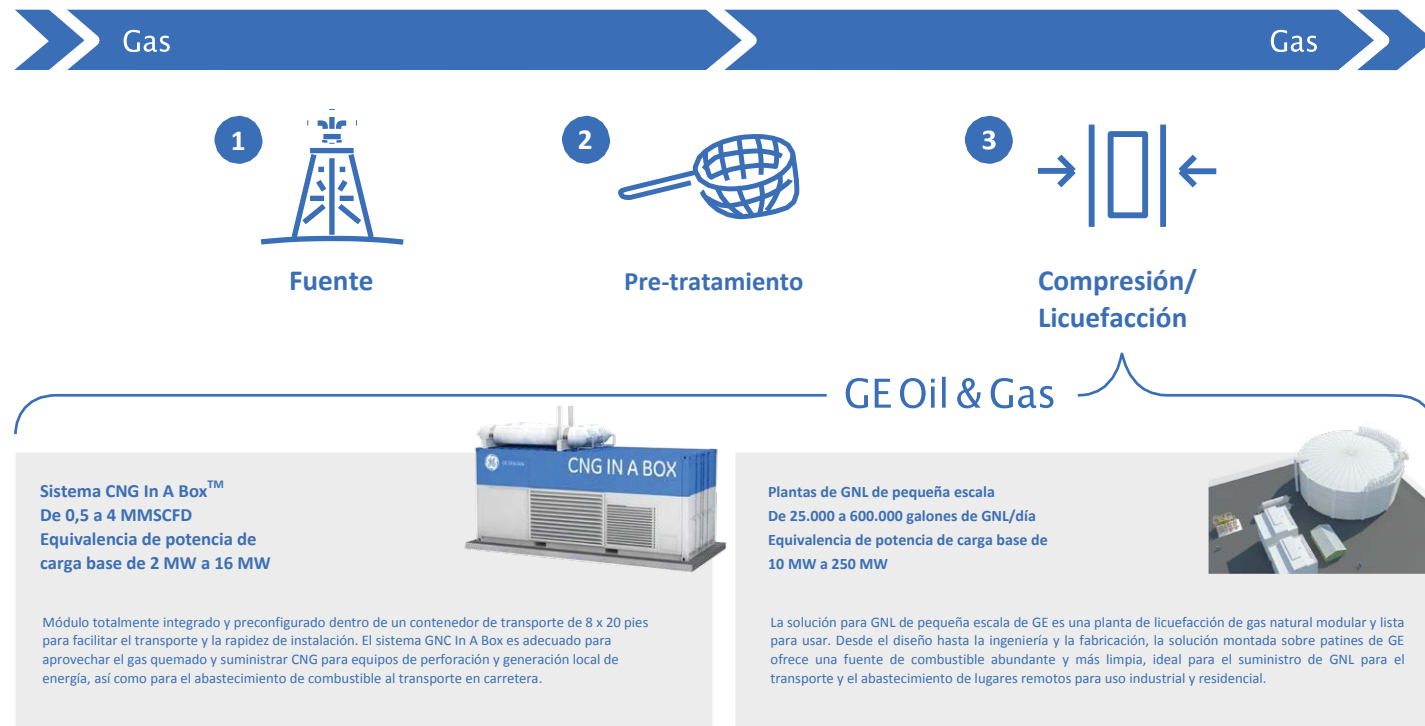 Gas
Gas
1
2
3
Fuente
Pre-tratamiento
Compresión/
Licuefacción
GE Oil & Gas
CNG IN A BOX
Sistema CNG In A Box™
De 0,5 a 4 MMSCFD
Equivalencia de potencia de
carga base de 2 MW a 16 MW
Módulo totalmente integrado y preconfigurado dentro de un contenedor de transporte de 8 x 20 pies
para facilitar el transporte y la rapidez de instalación. El sistema GNC In A Box es adecuado para
aprovechar el gas quemado y suministrar CNG para equipos de perforación y generación local de
energía, así como para el abastecimiento de combustible al transporte en carretera.
Plantas de GNL de pequeña escala
De 25.000 a 600.000 galones de GNL/día
Equivalencia de potencia de carga base de
10 MW a 250 MW
La solución para GNL de pequeña escala de GE es una planta de licuefacción de gas natural modular y lista
para usar. Desde el diseño hasta la ingeniería y la fabricación, la solución montada sobre patines de GE
ofrece una fuente de combustible abundante y más limpia, ideal para el suministro de GNL para el
transporte y el abastecimiento de lugares remotos para uso industrial y residencial.